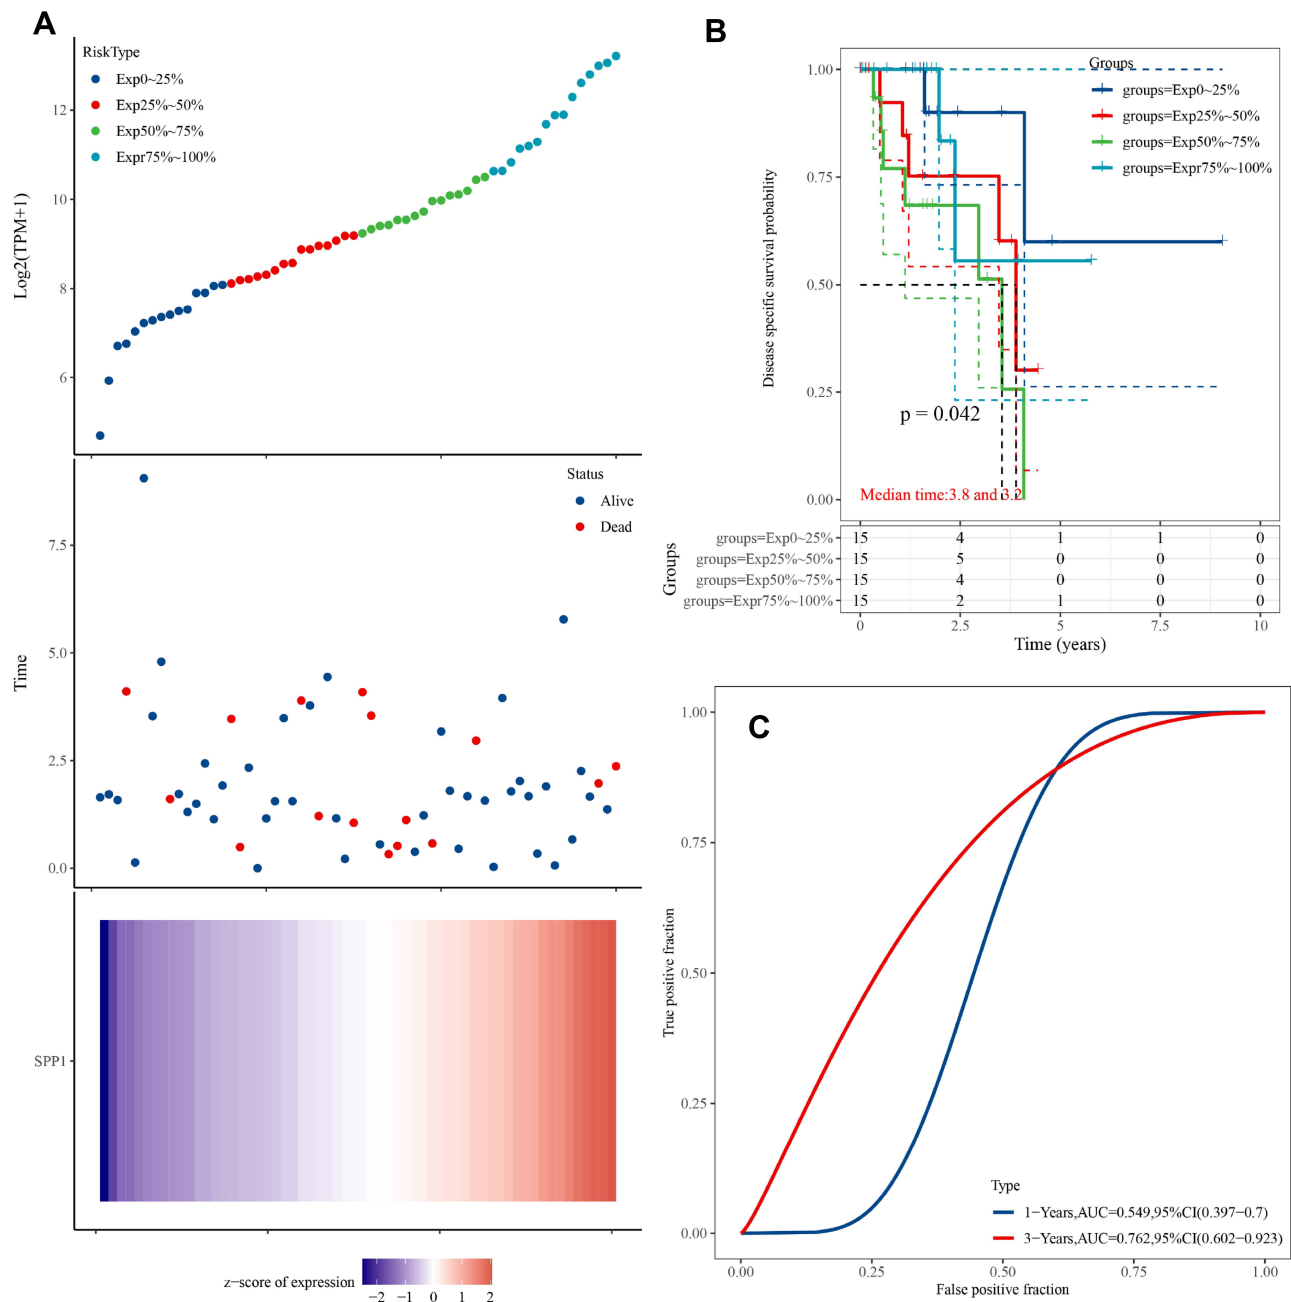 A
RiskType
Exp0~25%
Exp25%~50%
Exp50%~75%
Expr75%~100%
Log2(TPM+1)
12
10
8
6
Status
Alive
Dead
Time
7.5
5.0
2.5
0.0
SPP1
z−score of expression
−2 −1 0 1 2
B
Groups
groups=Exp0~25%
groups=Exp25%~50%
groups=Exp50%~75%
groups=Expr75%~100%
Disease specific survival probability
1.00
0.75
0.50
0.25
0.00
p = 0.042
Median time:3.8 and 3.2
Groups
groups=Exp0~25% 15 4 1 1 0
groups=Exp25%~50% 15 5 0 0 0
groups=Exp50%~75% 15 4 0 0 0
groups=Expr75%~100% 15 2 1 0 0
0 2.5 5 7.5 10
Time (years)
C
True positive fraction
1.00
0.75
0.50
0.25
0.00
Type
1−Years,AUC=0.549,95%CI(0.397−0.7)
3−Years,AUC=0.762,95%CI(0.602−0.923)
0.00 0.25 0.50 0.75 1.00
False positive fraction